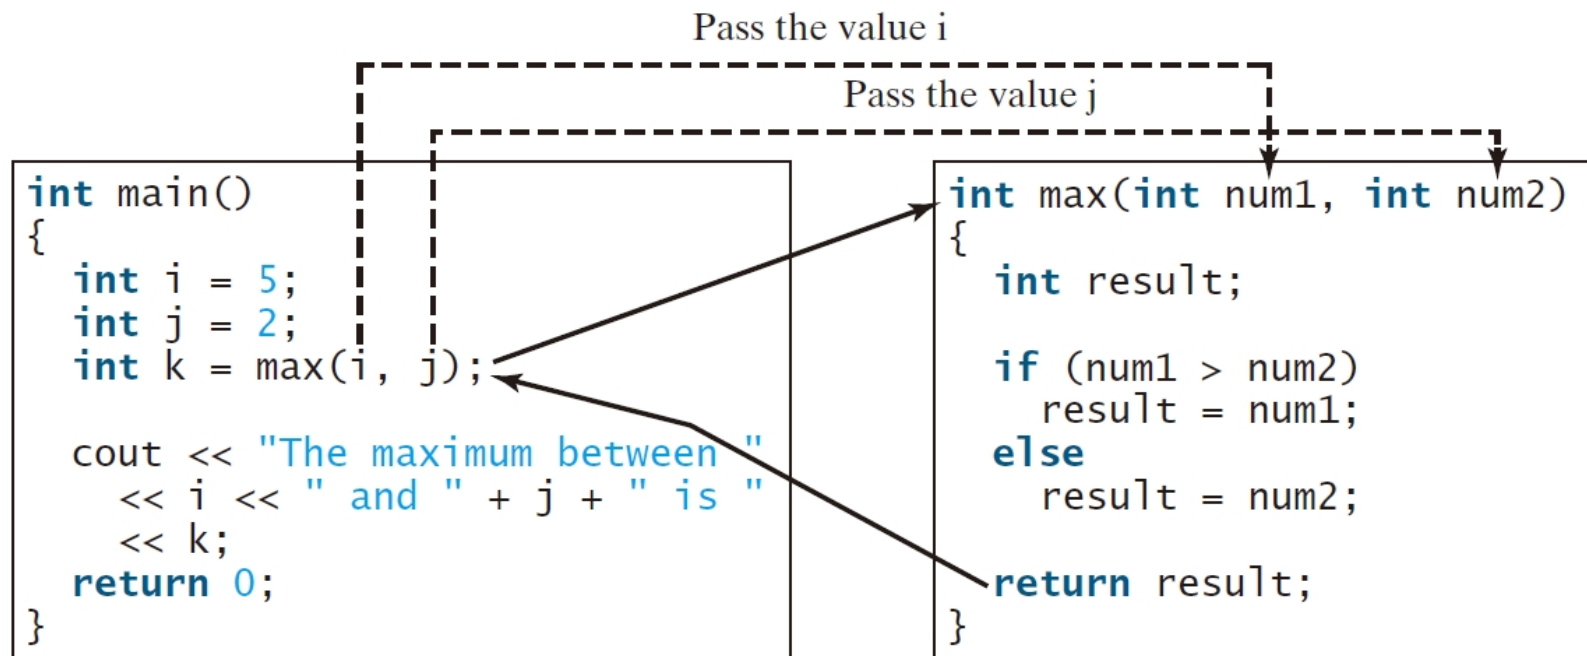 Pass the value i
Pass the value j
int main()
{
  int i = 5;
  int j = 2;
  int k = max(i, j);

  cout << "The maximum between "
    << i << " and " + j + " is "
    << k;
  return 0;
}
int max(int num1, int num2)
{
  int result;

  if (num1 > num2)
    result = num1;
  else
    result = num2;

  return result;
}